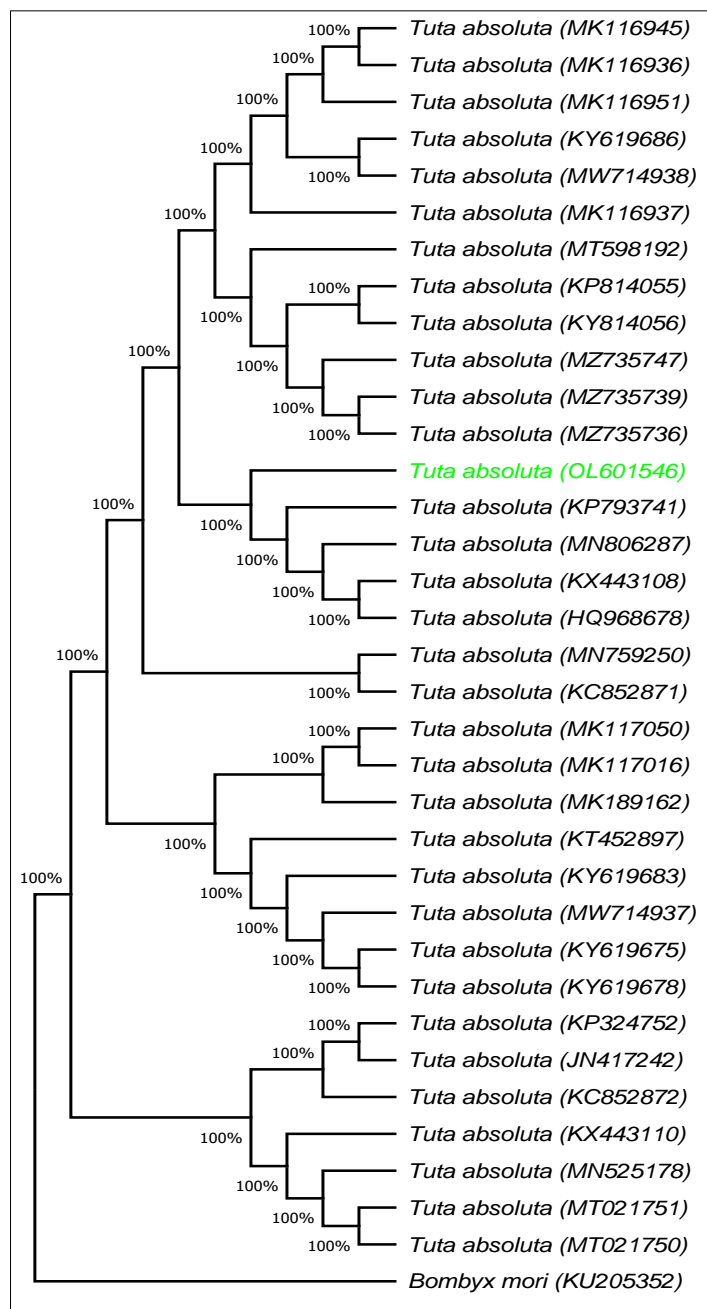 100% Tuta absoluta (MK116945)
100%
Tuta absoluta (MK116936)
100%
Tuta absoluta (MK116951)
100%
Tuta absoluta (KY619686)
100%
Tuta absoluta (MW714938)
100%
100% Tuta absoluta (MK116937)
Tuta absoluta (MT598192)
100%
Tuta absoluta (KP814055)
100%
Tuta absoluta (KY814056)
100%
Tuta absoluta (MZ735747)
100%
Tuta absoluta (MZ735739)
100%
Tuta absoluta (MZ735736)
100%
Tuta absoluta (OL601546)
100%
Tuta absoluta (KP793741)
100%
Tuta absoluta (MN806287)
100%
Tuta absoluta (KX443108)
100%
Tuta absoluta (HQ968678)
100%
100% Tuta absoluta (MN759250)
Tuta absoluta (KC852871)
100%
100% Tuta absoluta (MK117050)
100%
Tuta absoluta (MK117016)
Tuta absoluta (MK189162)
100% Tuta absoluta (KT452897)
Tuta absoluta (KY619683)
100%
100%
Tuta absoluta (MW714937)
100%
Tuta absoluta (KY619675)
100%
Tuta absoluta (KY619678)
100%
100% Tuta absoluta (KP324752)
100%
Tuta absoluta (JN417242)
Tuta absoluta (KC852872)
100% Tuta absoluta (KX443110)
Tuta absoluta (MN525178)
100%
Tuta absoluta (MT021751)
100%
Tuta absoluta (MT021750)
100%
Bombyx mori (KU205352)